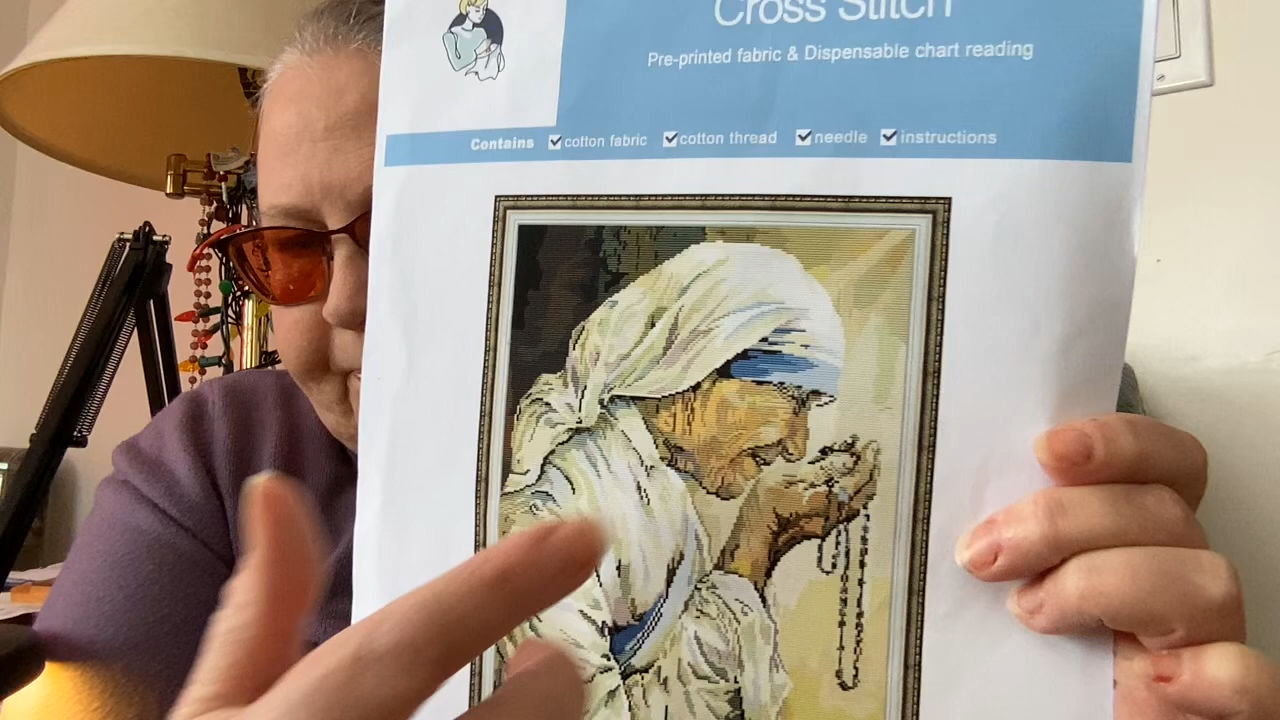 Cross Stitch
Pre-printed fabric & Dispensable chart reading
Contains cotton fabric cotton thread needle instructions